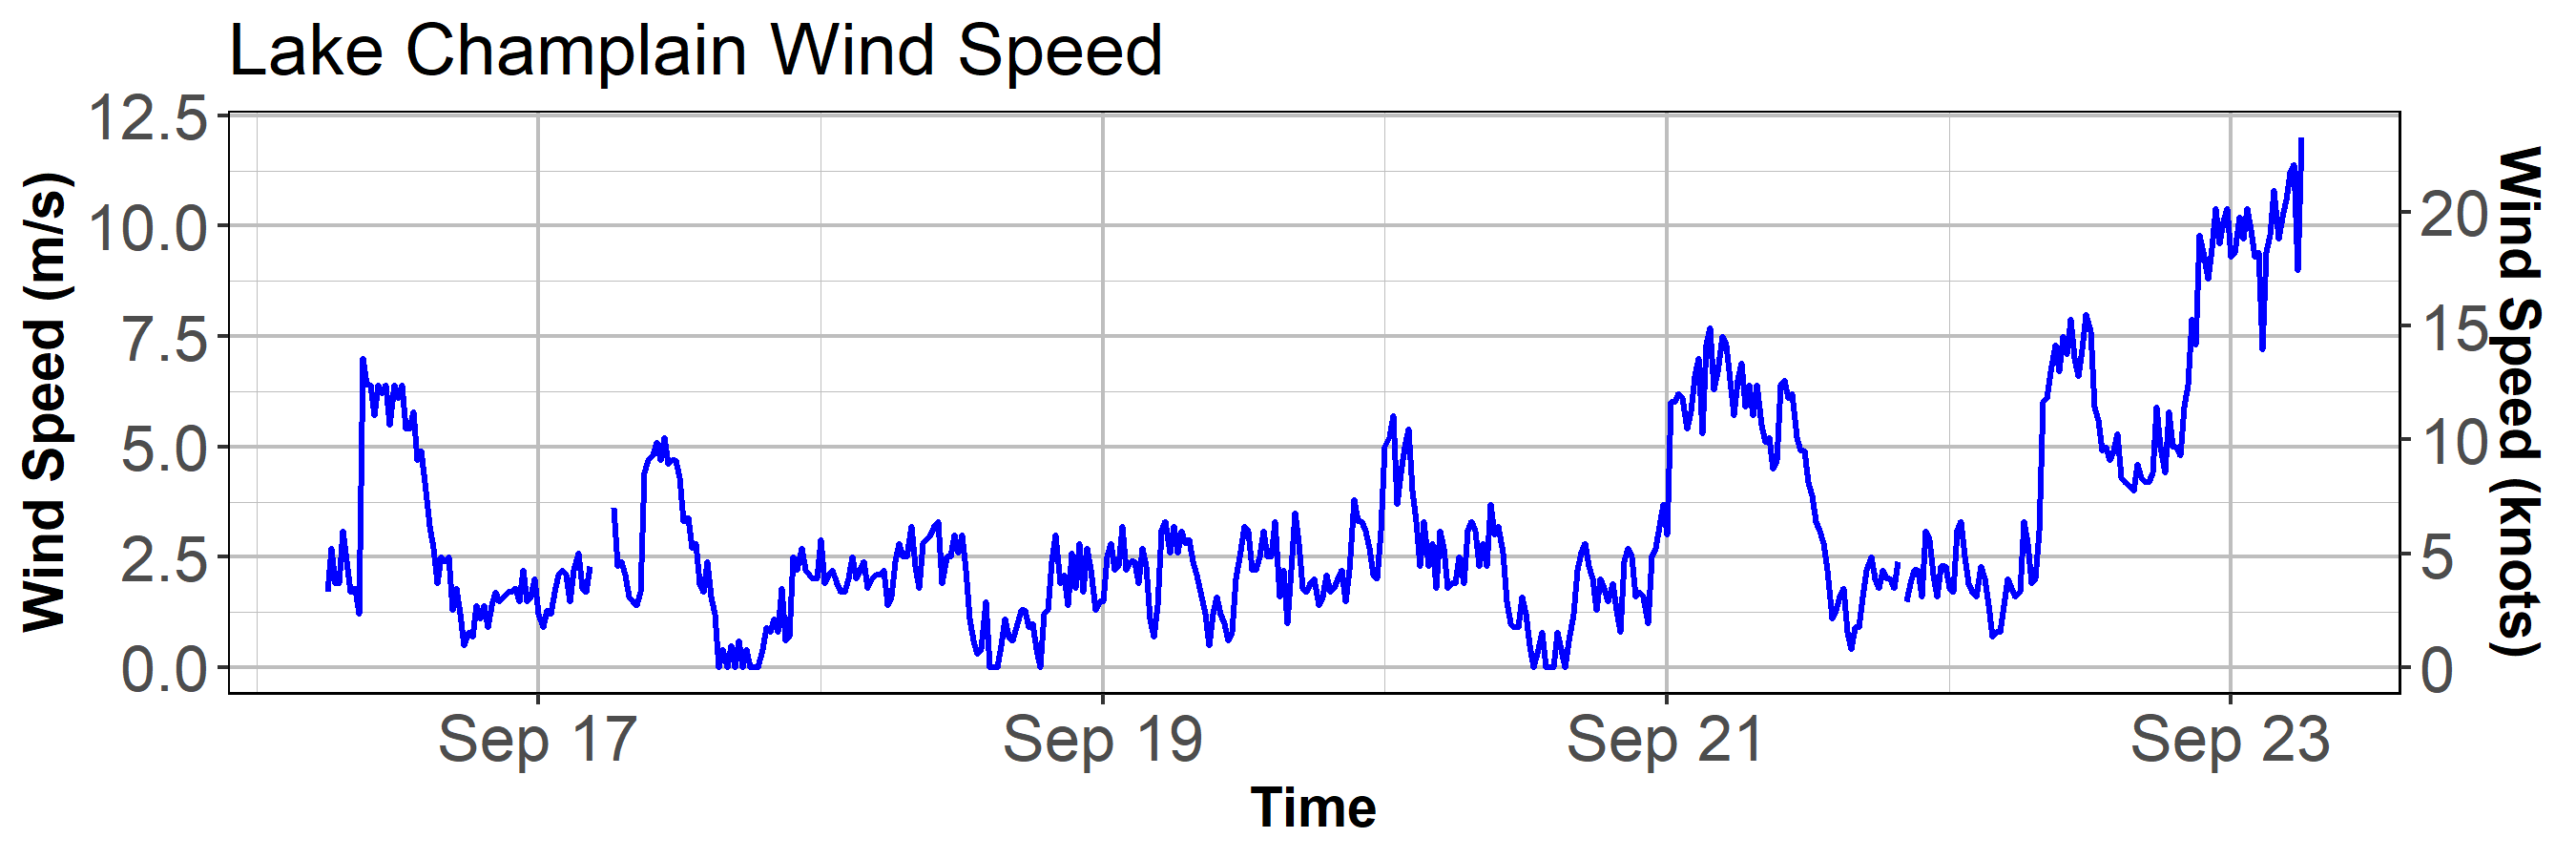 Lake Champlain Wind Speed
Wind Speed (m/s)
12.5
10.0
7.5
5.0
2.5
0.0
20
15
10
5
0
Wind Speed (knots)
Sep 17
Sep 19
Sep 21
Sep 23
Time